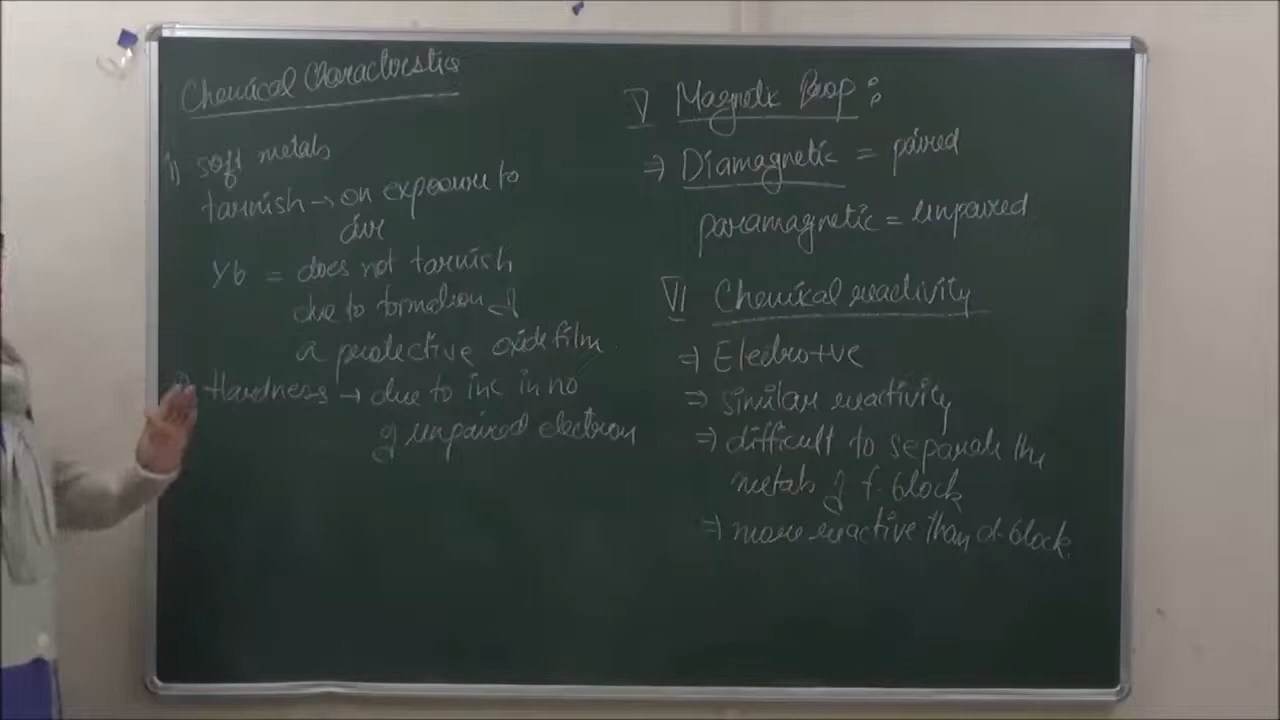 Chemical Characterstics
1) soft metals
tarnish → on exposure to
air
Yb = does not tarnish
due to formation of
a protective oxide film
Hardness → due to inc in no
of unpaired electron
V Magnetic Prop :
⇒ Diamagnetic = paired
paramagnetic = unpaired
VI Chemical reactivity
⇒ Electro+ve
⇒ similar reactivity
⇒ difficult to separate the
metals of f-block
⇒ more reactive than d-block.